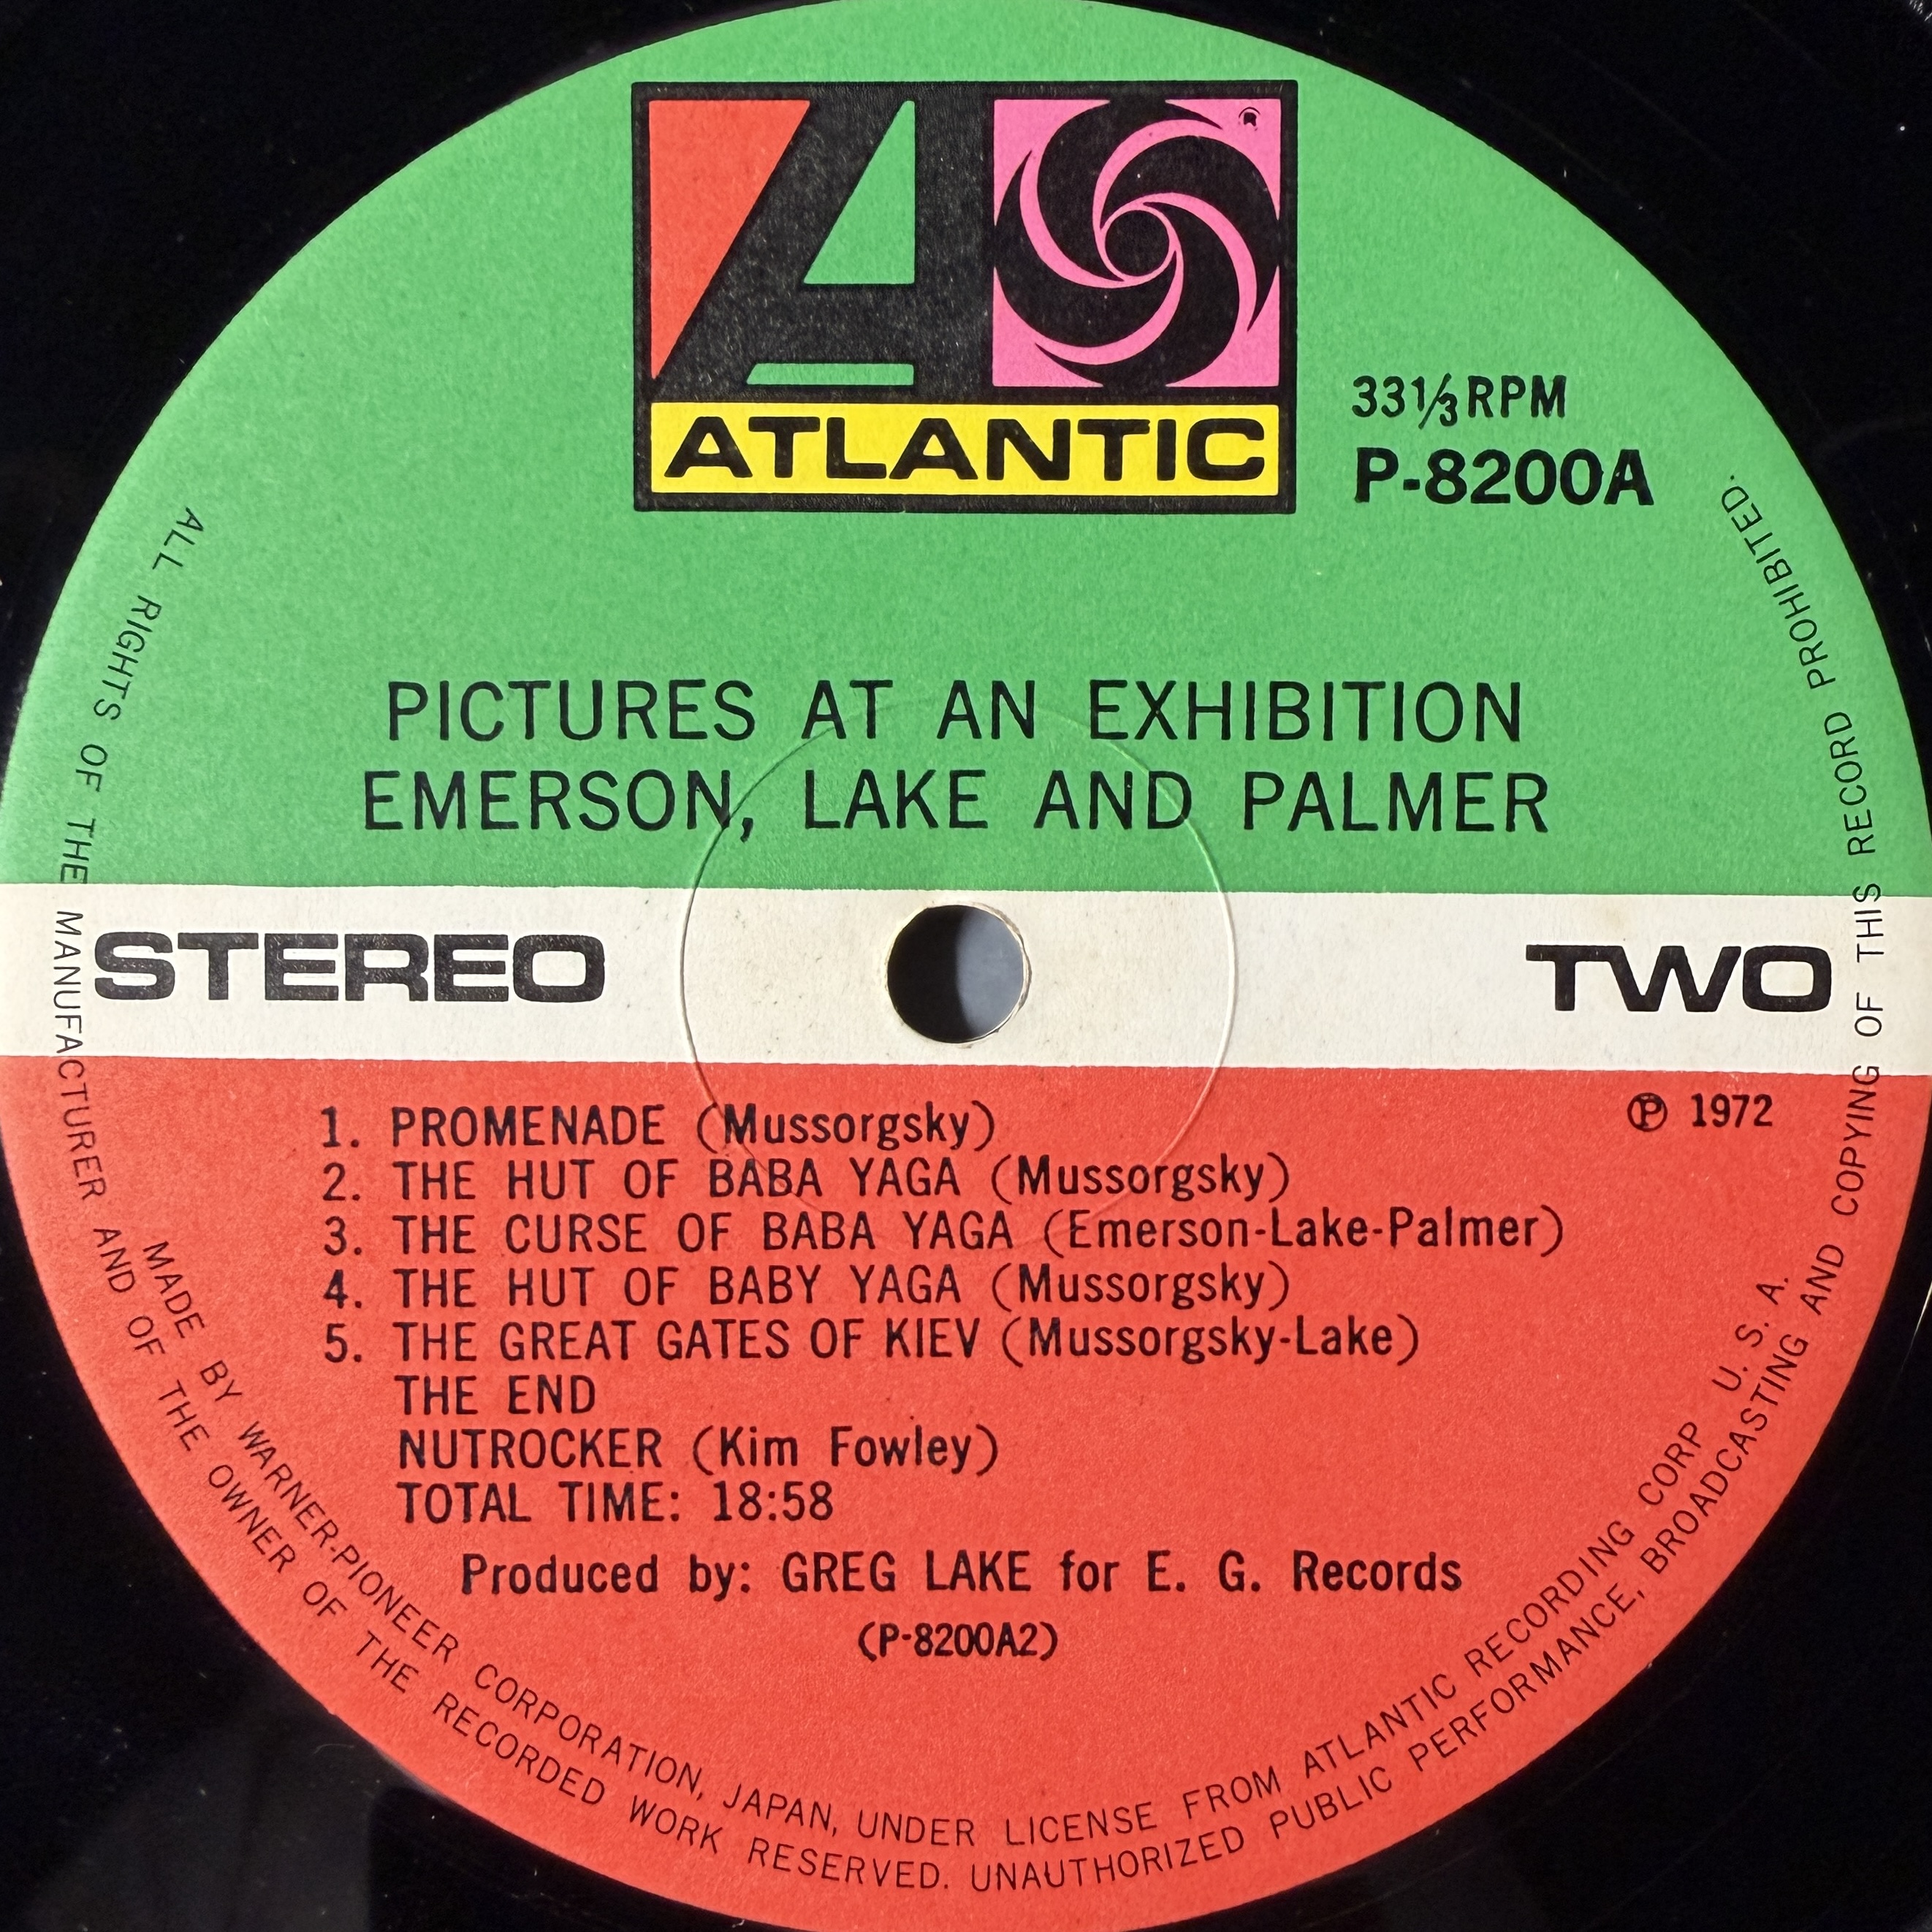 ATLANTIC
33⅓ RPM
P-8200A
PICTURES AT AN EXHIBITION
EMERSON, LAKE AND PALMER
STEREO
TWO
Ⓟ 1972
1. PROMENADE (Mussorgsky)
2. THE HUT OF BABA YAGA (Mussorgsky)
3. THE CURSE OF BABA YAGA (Emerson-Lake-Palmer)
4. THE HUT OF BABY YAGA (Mussorgsky)
5. THE GREAT GATES OF KIEV (Mussorgsky-Lake)
THE END
NUTROCKER (Kim Fowley)
TOTAL TIME: 18:58
Produced by: GREG LAKE for E. G. Records
(P-8200A2)
MADE BY WARNER-PIONEER CORPORATION, JAPAN, UNDER LICENSE FROM ATLANTIC RECORDING CORP U. S. A.
ALL RIGHTS OF THE MANUFACTURER AND OF THE OWNER OF THE RECORDED WORK RESERVED. UNAUTHORIZED PUBLIC PERFORMANCE, BROADCASTING AND COPYING OF THIS RECORD PROHIBITED.